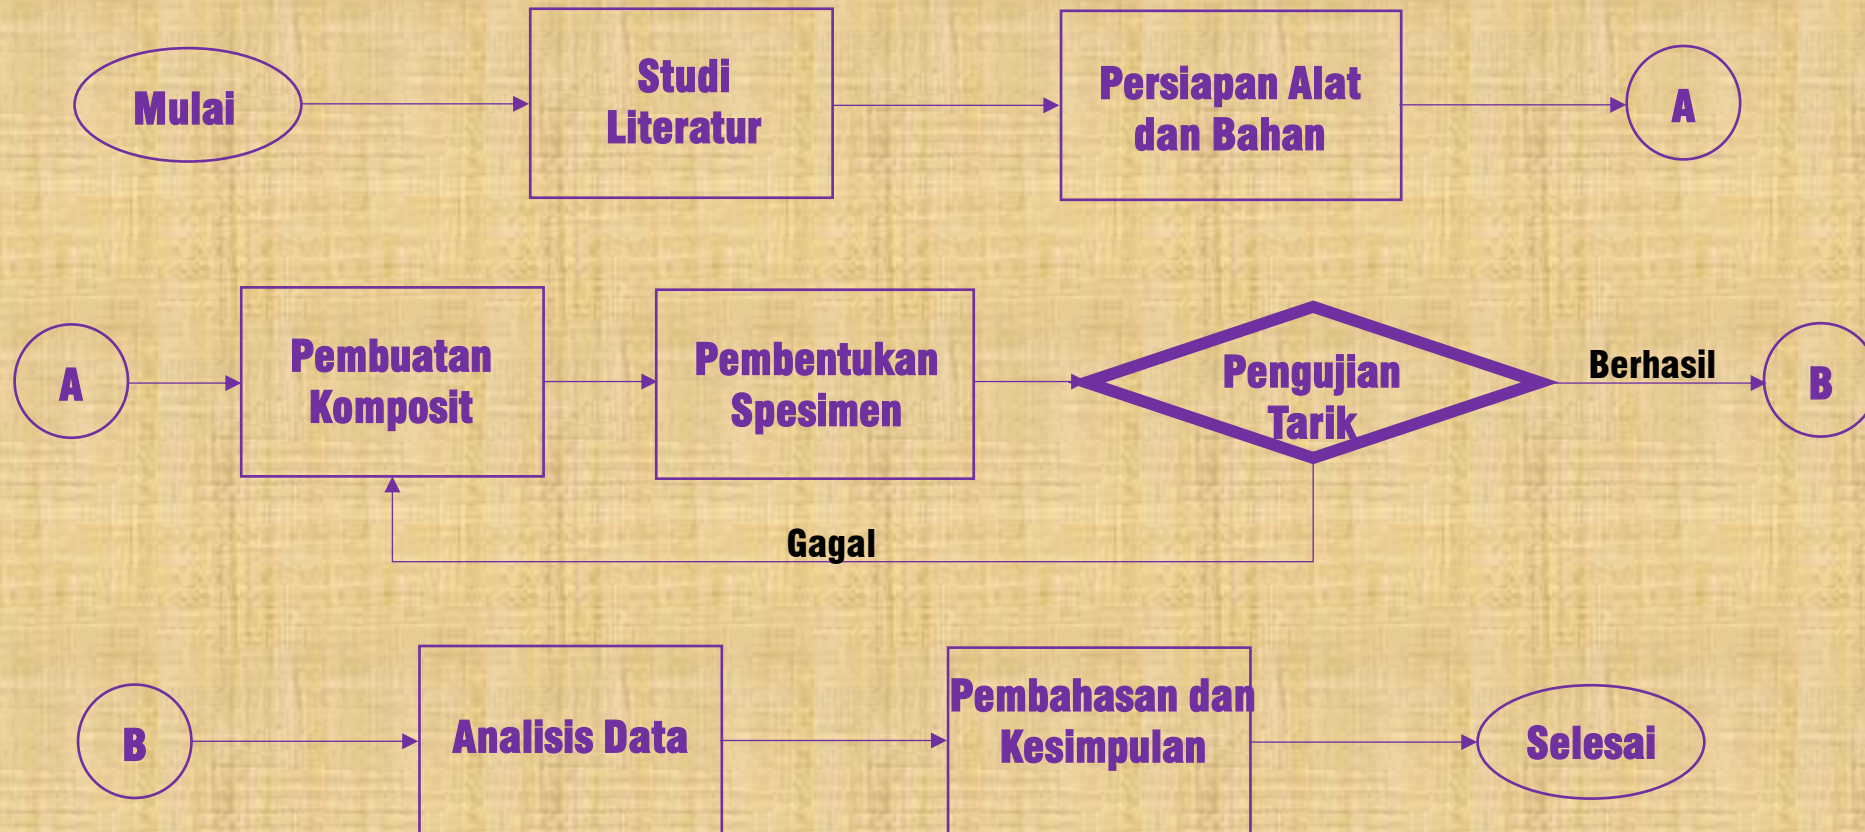 Mulai
Studi
Literatur
Persiapan Alat
dan Bahan
A
A
Pembuatan
Komposit
Pembentukan
Spesimen
Pengujian
Tarik
Berhasil
B
Gagal
B
Analisis Data
Pembahasan dan
Kesimpulan
Selesai